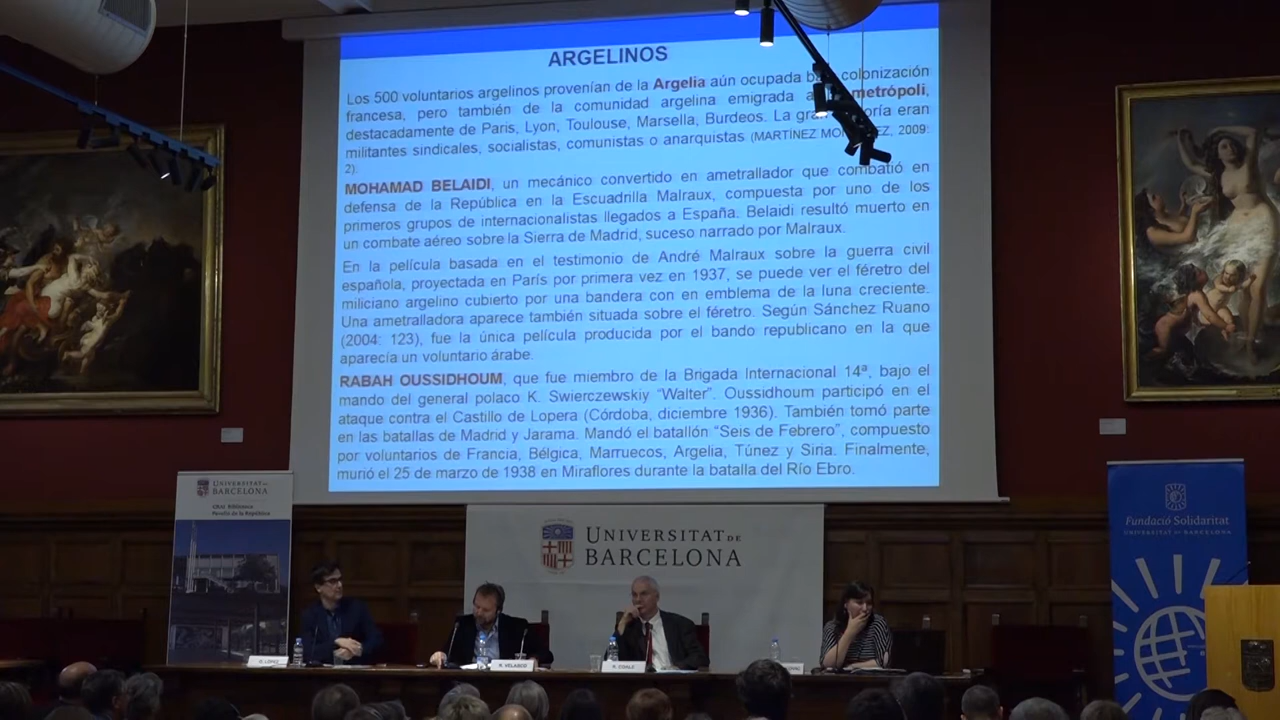 ARGELINOS
Los 500 voluntarios argelinos provenían de la Argelia aún ocupada colonización
francesa, pero también de la comunidad argelina emigrada metrópoli,
destacadamente de Paris, Lyon, Toulouse, Marsella, Burdeos. La eran
militantes sindicales, socialistas, comunistas o anarquistas (MARTÍNEZ 2009:
2).
MOHAMAD BELAIDI, un mecánico convertido en ametrallador que combatió en
defensa de la República en la Escuadrilla Malraux, compuesta por uno de los
primeros grupos de internacionalistas llegados a España. Belaidi resultó muerto en
un combate aéreo sobre la Sierra de Madrid, suceso narrado por Malraux.
En la película basada en el testimonio de André Malraux sobre la guerra civil
española, proyectada en París por primera vez en 1937, se puede ver el féretro del
miliciano argelino cubierto por una bandera con en emblema de la luna creciente.
Una ametralladora aparece también situada sobre el féretro. Según Sánchez Ruano
(2004: 123), fue la única película producida por el bando republicano en la que
aparecía un voluntario árabe.
RABAH OUSSIDHOUM, que fue miembro de la Brigada Internacional 14ª, bajo el
mando del general polaco K. Swierczewskiy “Walter”. Oussidhoum participó en el
ataque contra el Castillo de Lopera (Córdoba, diciembre 1936). También tomó parte
en las batallas de Madrid y Jarama. Mandó el batallón “Seis de Febrero”, compuesto
por voluntarios de Francia, Bélgica, Marruecos, Argelia, Túnez y Siria. Finalmente,
murió el 25 de marzo de 1938 en Miraflores durante la batalla del Río Ebro.
UNIVERSITAT DE
BARCELONA
CRAI Biblioteca
Pavelló de la República
UNIVERSITAT DE
BARCELONA
Fundació Solidaritat
UNIVERSITAT DE BARCELONA
O. LÓPEZ
M. VELASCO